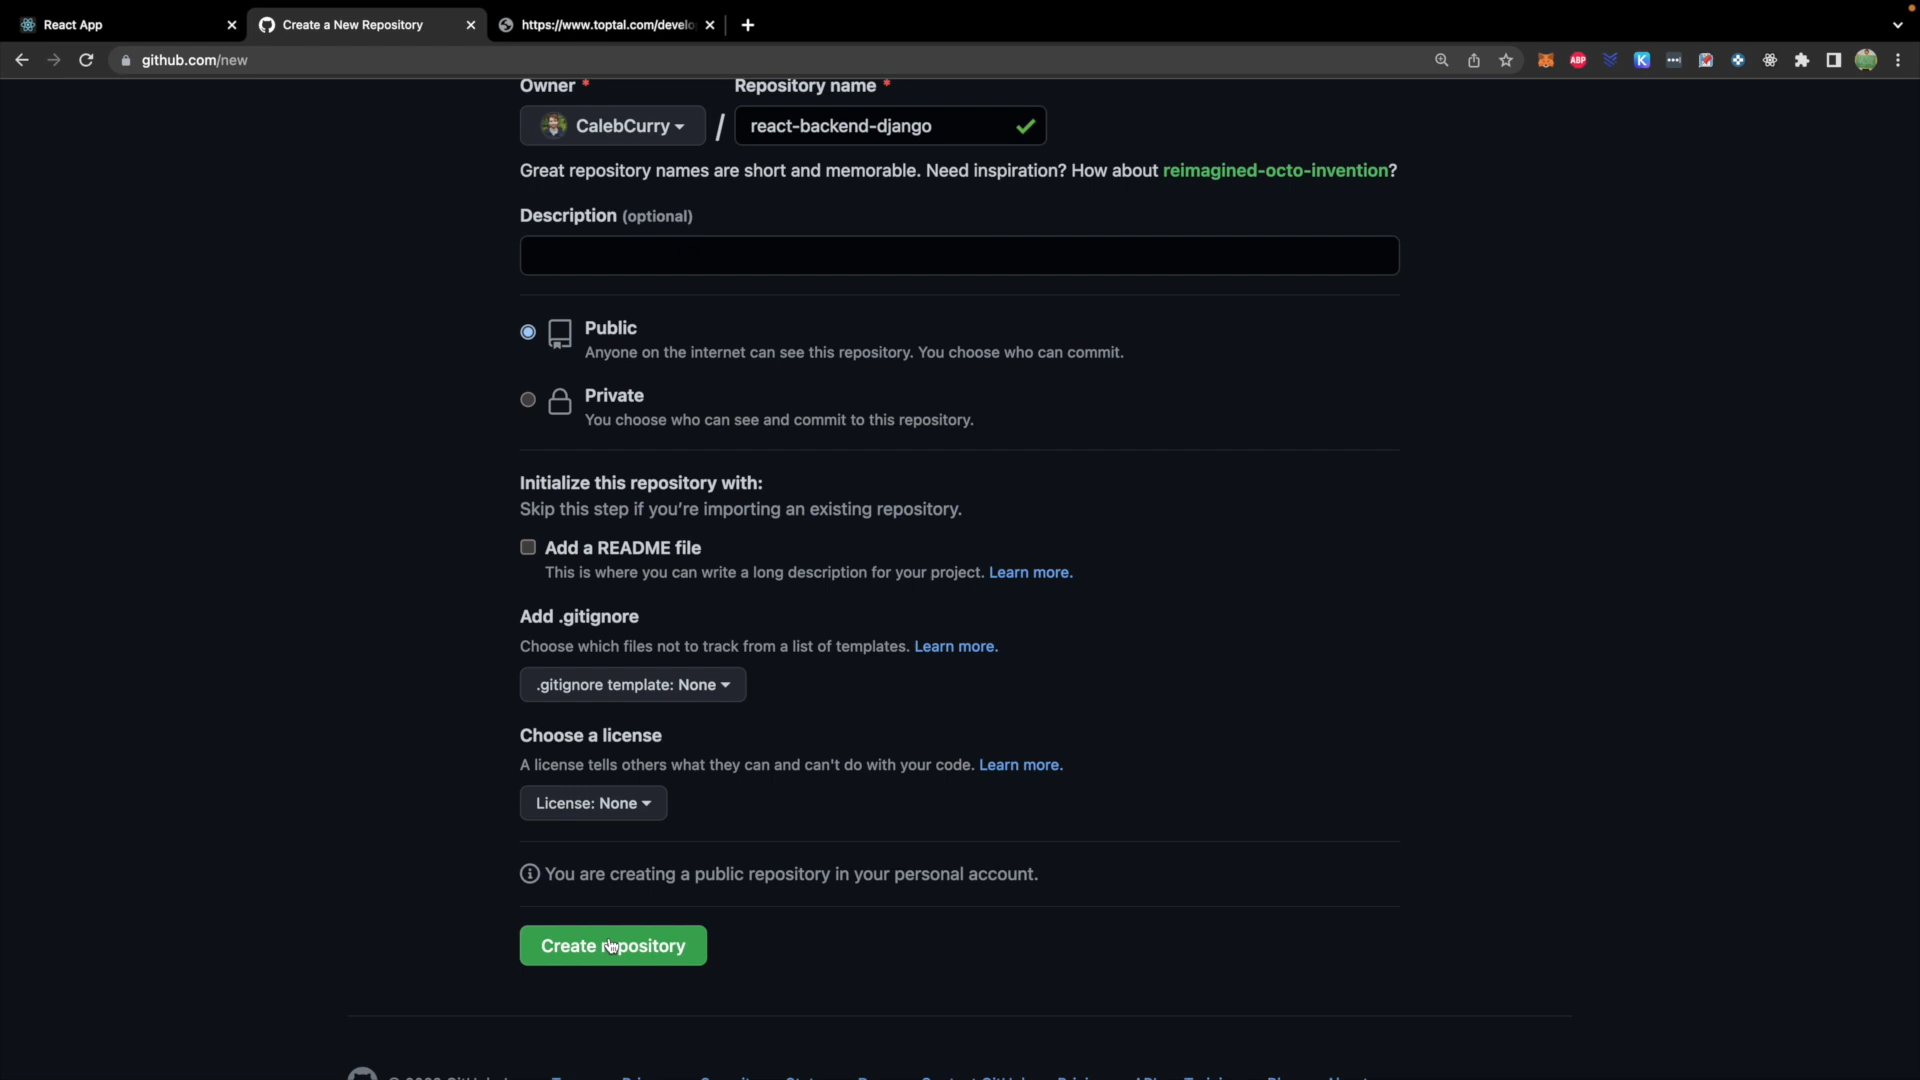 React App
Create a New Repository
https://www.toptal.com/develo
github.com/new
ABP
K
Owner *
Repository name *
CalebCurry
/
react-backend-django
Great repository names are short and memorable. Need inspiration? How about reimagined-octo-invention?
Description (optional)
Public
Anyone on the internet can see this repository. You choose who can commit.
Private
You choose who can see and commit to this repository.
Initialize this repository with:
Skip this step if you're importing an existing repository.
Add a README file
This is where you can write a long description for your project. Learn more.
Add .gitignore
Choose which files not to track from a list of templates. Learn more.
.gitignore template: None
Choose a license
A license tells others what they can and can't do with your code. Learn more.
License: None
You are creating a public repository in your personal account.
Create repository